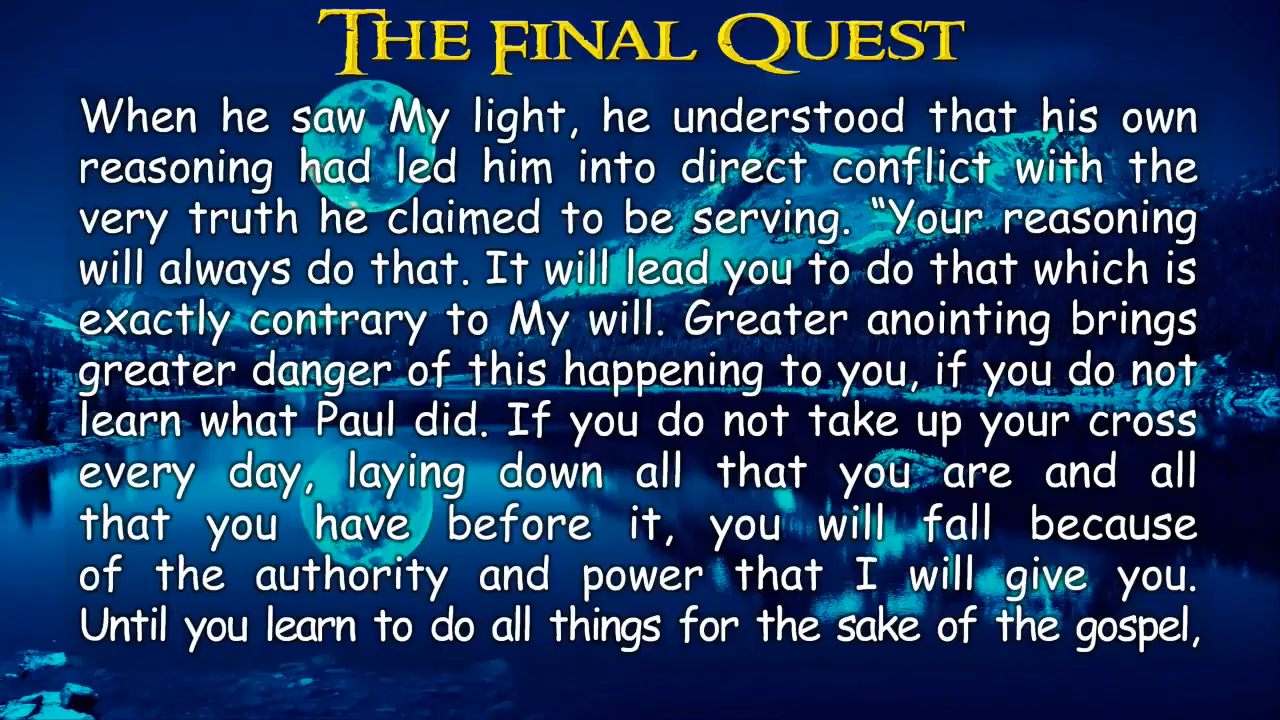 The Final Quest
When he saw My light, he understood that his own
reasoning had led him into direct conflict with the
very truth he claimed to be serving. “Your reasoning
will always do that. It will lead you to do that which is
exactly contrary to My will. Greater anointing brings
greater danger of this happening to you, if you do not
learn what Paul did. If you do not take up your cross
every day, laying down all that you are and all
that you have before it, you will fall because
of the authority and power that I will give you.
Until you learn to do all things for the sake of the gospel,